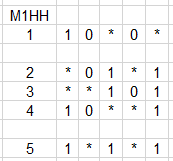 M1HH
1 1 0 * 0 *
2 * 0 1 * 1
3 * * 1 0 1
4 1 0 * * 1
5 1 * 1 * 1